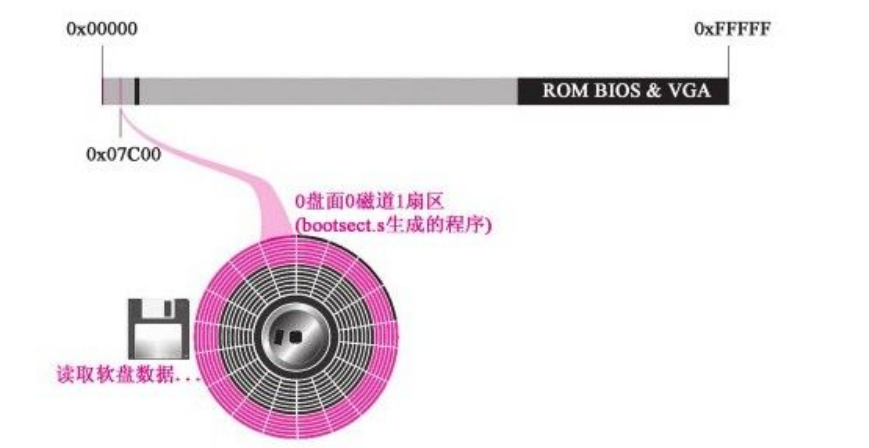 0x00000
0xFFFFF
ROM BIOS & VGA
0x07C00
0盘面0磁道1扇区
(bootsect.s生成的程序)
读取软盘数据...